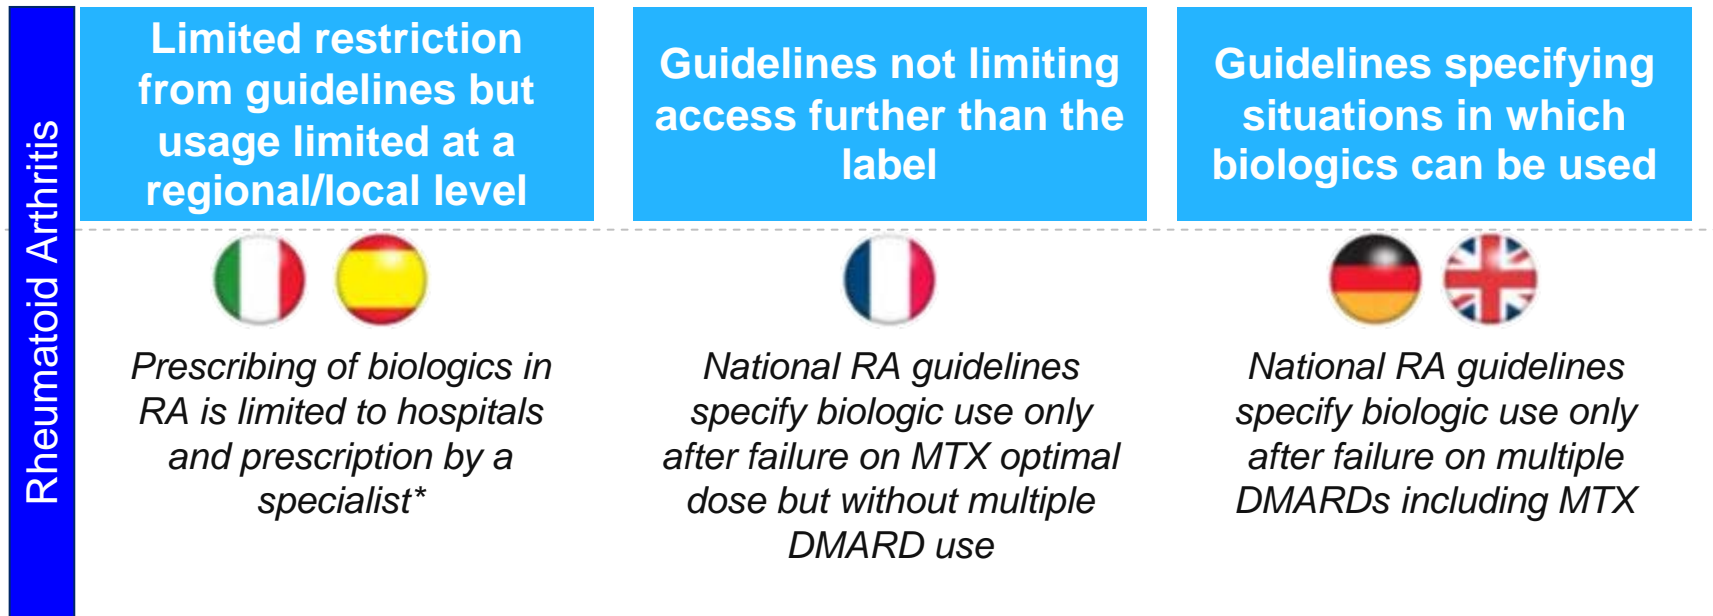 Rheumatoid Arthritis
Limited restriction
from guidelines but
usage limited at a
regional/local level
Guidelines not limiting
access further than the
label
Guidelines specifying
situations in which
biologics can be used
Prescribing of biologics in
RA is limited to hospitals
and prescription by a
specialist*
National RA guidelines
specify biologic use only
after failure on MTX optimal
dose but without multiple
DMARD use
National RA guidelines
specify biologic use only
after failure on multiple
DMARDs including MTX